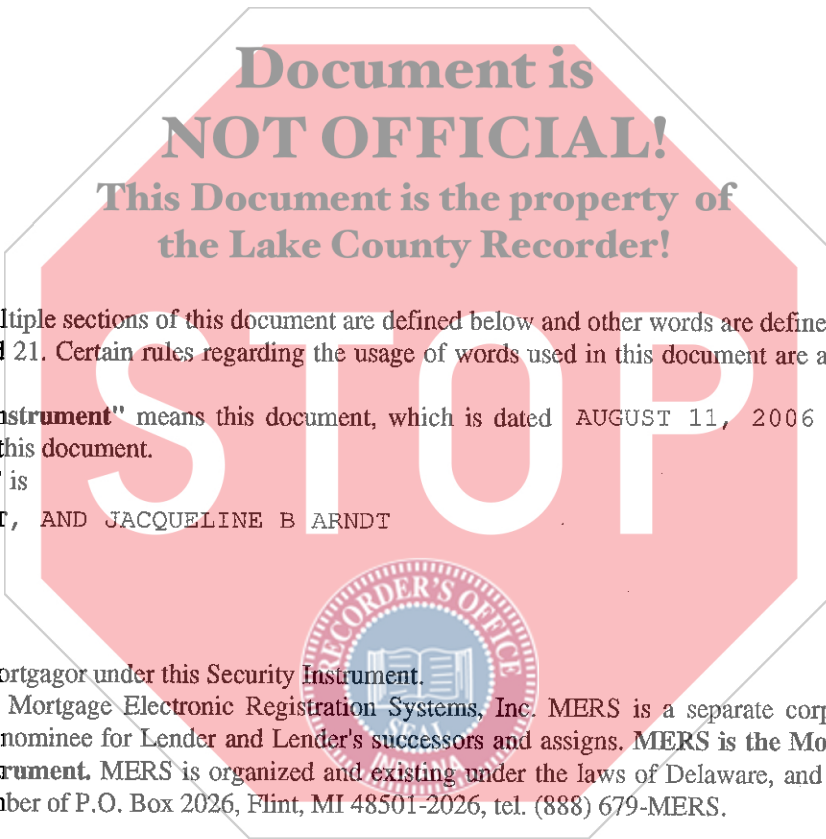 Document is
NOT OFFICIAL!
This Document is the property of
the Lake County Recorder!
ltiple sections of this document are defined below and other words are define
21. Certain rules regarding the usage of words used in this document are a
STOP
nstrument" means this document, which is dated AUGUST 11, 2006
this document.
is
T, AND JACQUELINE B ARNDT
RECORDER'S OFFICE
ortgagor under this Security Instrument.
Mortgage Electronic Registration Systems, Inc. MERS is a separate corp
nominee for Lender and Lender's successors and assigns. MERS is the Mo
SEAL
rument. MERS is organized and existing under the laws of Delaware, and
INDIANA
ber of P.O. Box 2026, Flint, MI 48501-2026, tel. (888) 679-MERS.